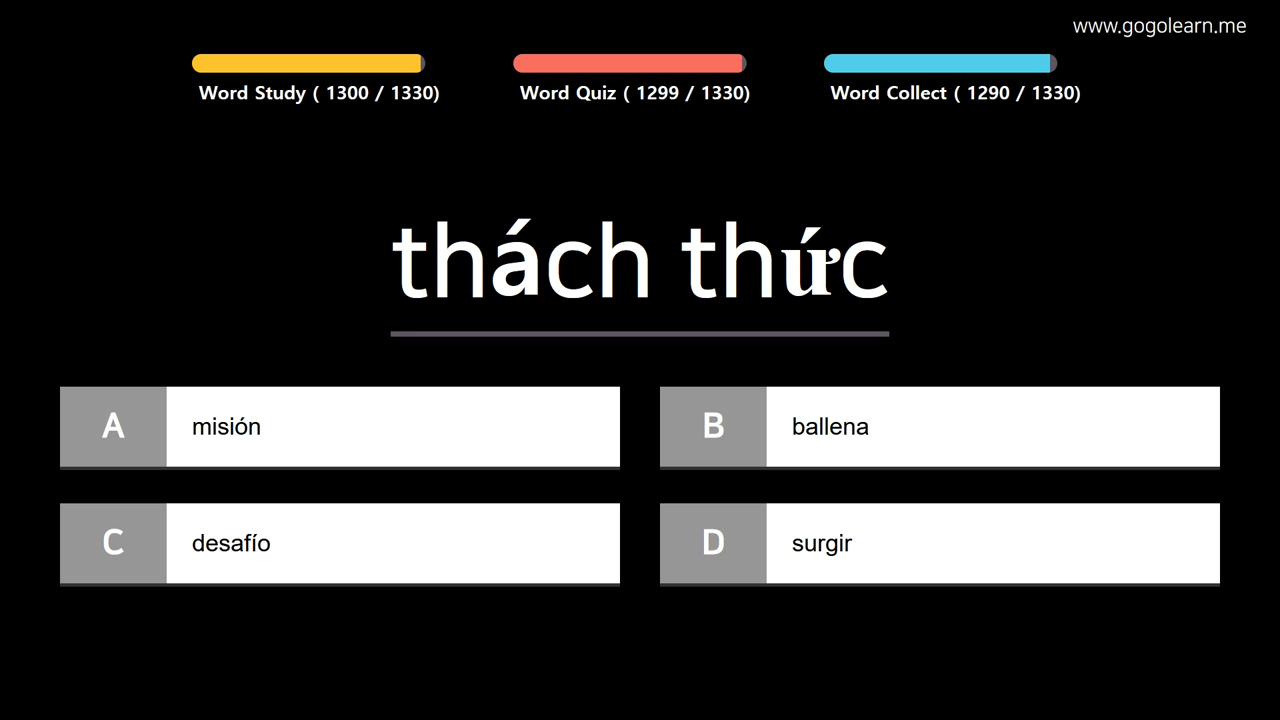 www.gogolearn.me
Word Study ( 1300 / 1330)
Word Quiz ( 1299 / 1330)
Word Collect ( 1290 / 1330)
thách thức
A misión
B ballena
C desafío
D surgir